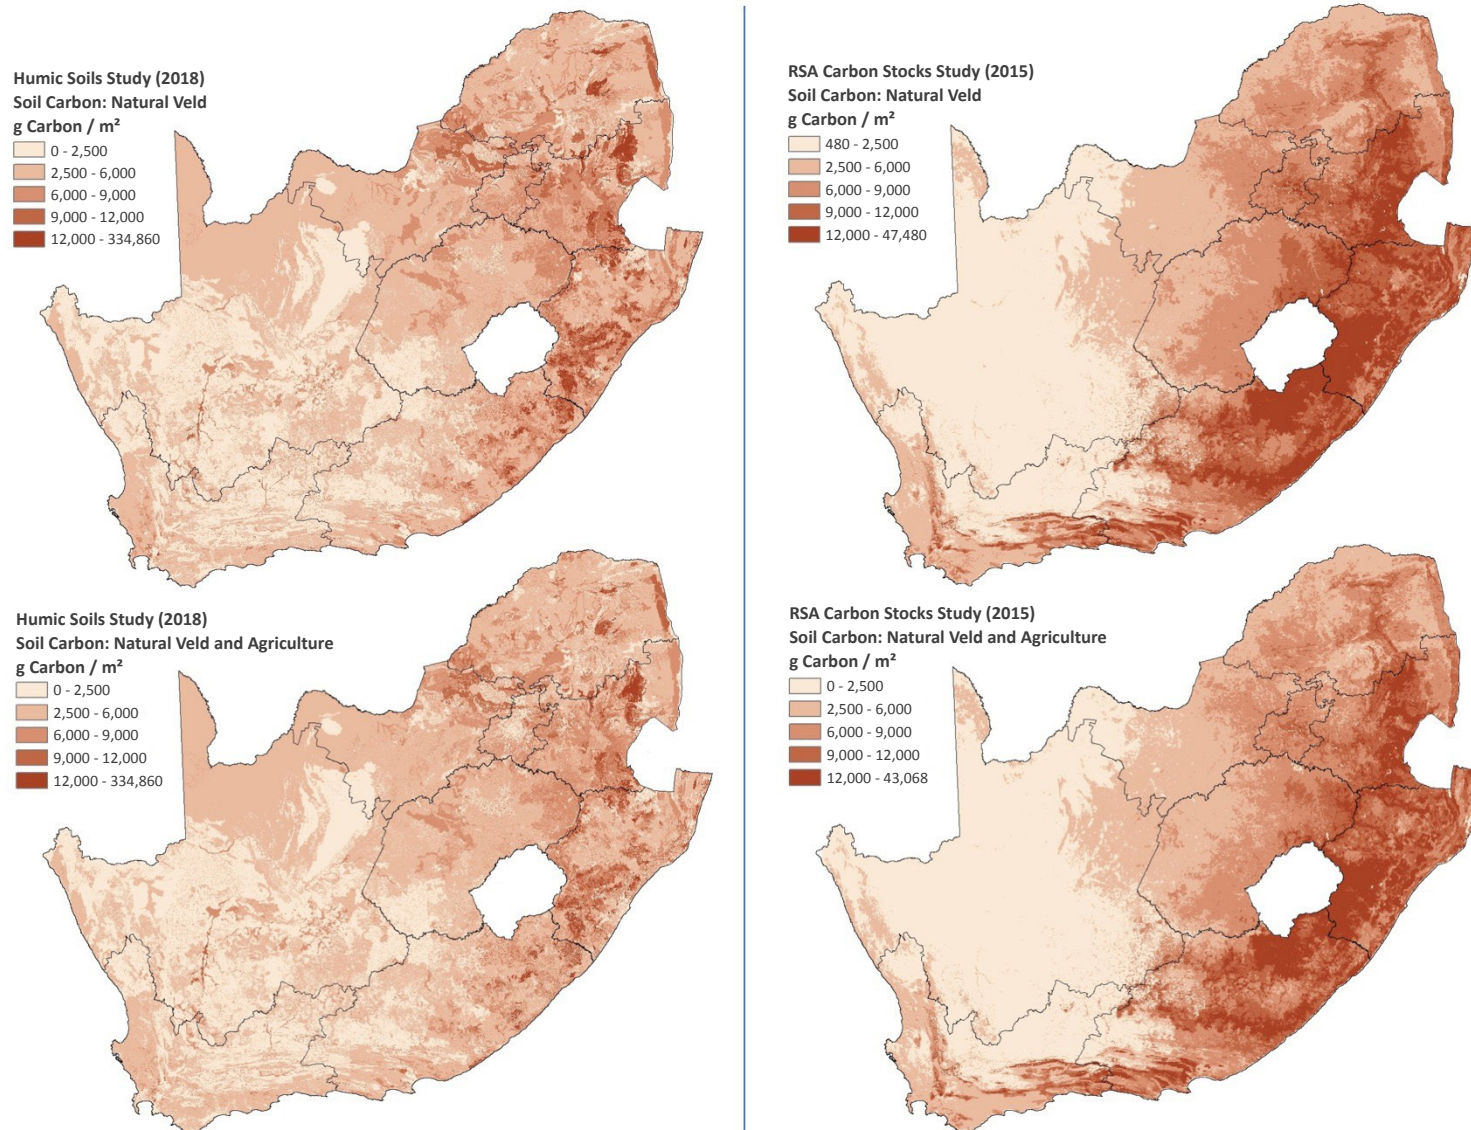 Humic Soils Study (2018)
Soil Carbon: Natural Veld
g Carbon / m²
0 - 2,500
2,500 - 6,000
6,000 - 9,000
9,000 - 12,000
12,000 - 334,860
RSA Carbon Stocks Study (2015)
Soil Carbon: Natural Veld
g Carbon / m²
480 - 2,500
2,500 - 6,000
6,000 - 9,000
9,000 - 12,000
12,000 - 47,480
Humic Soils Study (2018)
Soil Carbon: Natural Veld and Agriculture
g Carbon / m²
0 - 2,500
2,500 - 6,000
6,000 - 9,000
9,000 - 12,000
12,000 - 334,860
RSA Carbon Stocks Study (2015)
Soil Carbon: Natural Veld and Agriculture
g Carbon / m²
0 - 2,500
2,500 - 6,000
6,000 - 9,000
9,000 - 12,000
12,000 - 43,068